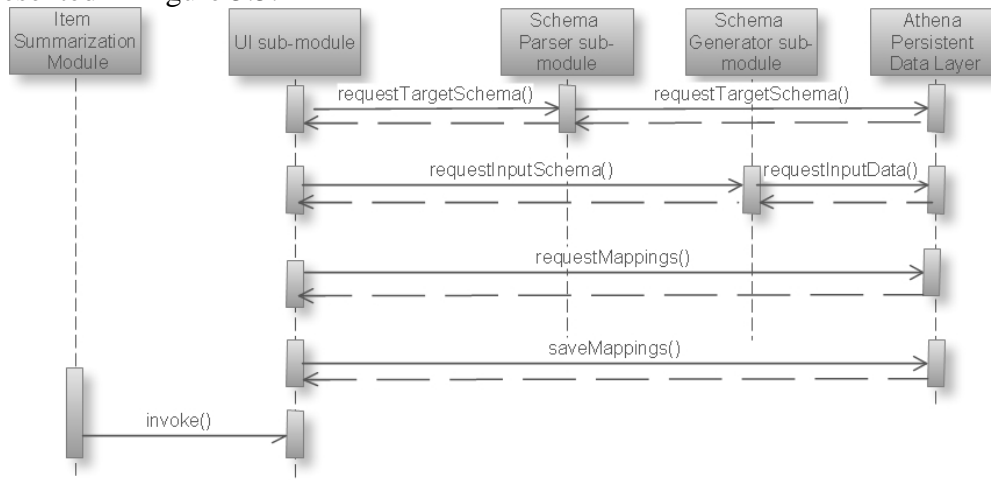 Item
Summarization
Module
UI sub-module
Schema
Parser sub-
module
Schema
Generator sub-
module
Athena
Persistent
Data Layer
requestTargetSchema()
requestTargetSchema()
requestInputSchema()
requestInputData()
requestMappings()
saveMappings()
invoke()